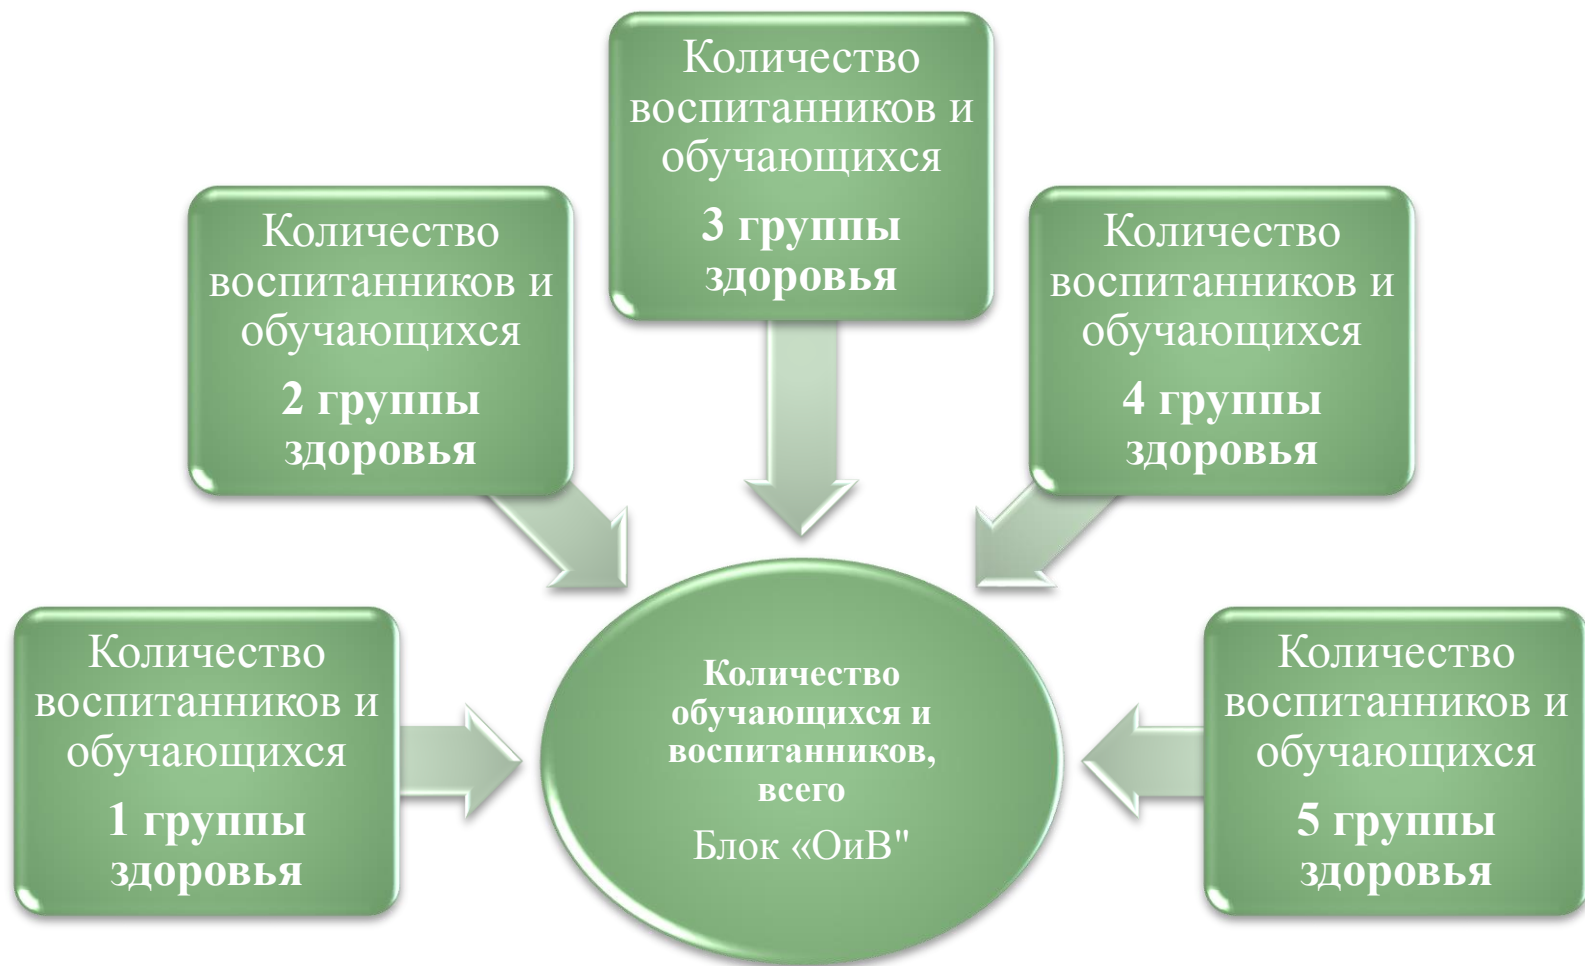 Количество
воспитанников и
обучающихся
1 группы
здоровья
Количество
воспитанников и
обучающихся
2 группы
здоровья
Количество
воспитанников и
обучающихся
3 группы
здоровья
Количество
воспитанников и
обучающихся
4 группы
здоровья
Количество
воспитанников и
обучающихся
5 группы
здоровья
Количество
обучающихся и
воспитанников,
всего
Блок «ОиВ"